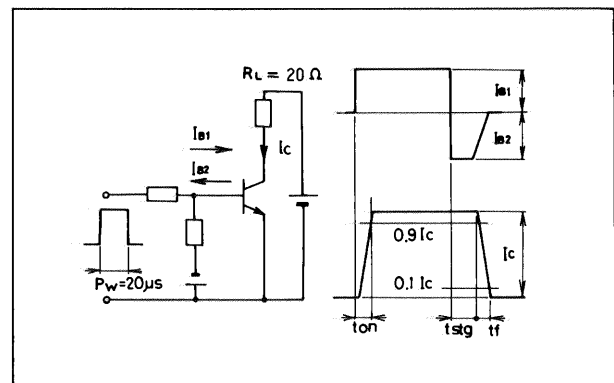 RL = 20 Ω
IB1
IB2
Ic
PW=20μs
IB1
IB2
0.9 Ic
Ic
0.1 Ic
ton
tstg
tf